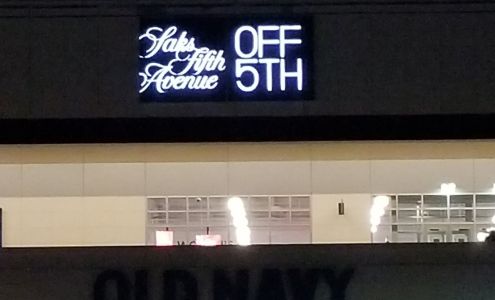 Saks
Fifth
Avenue
OFF
5TH
OLD NAVY